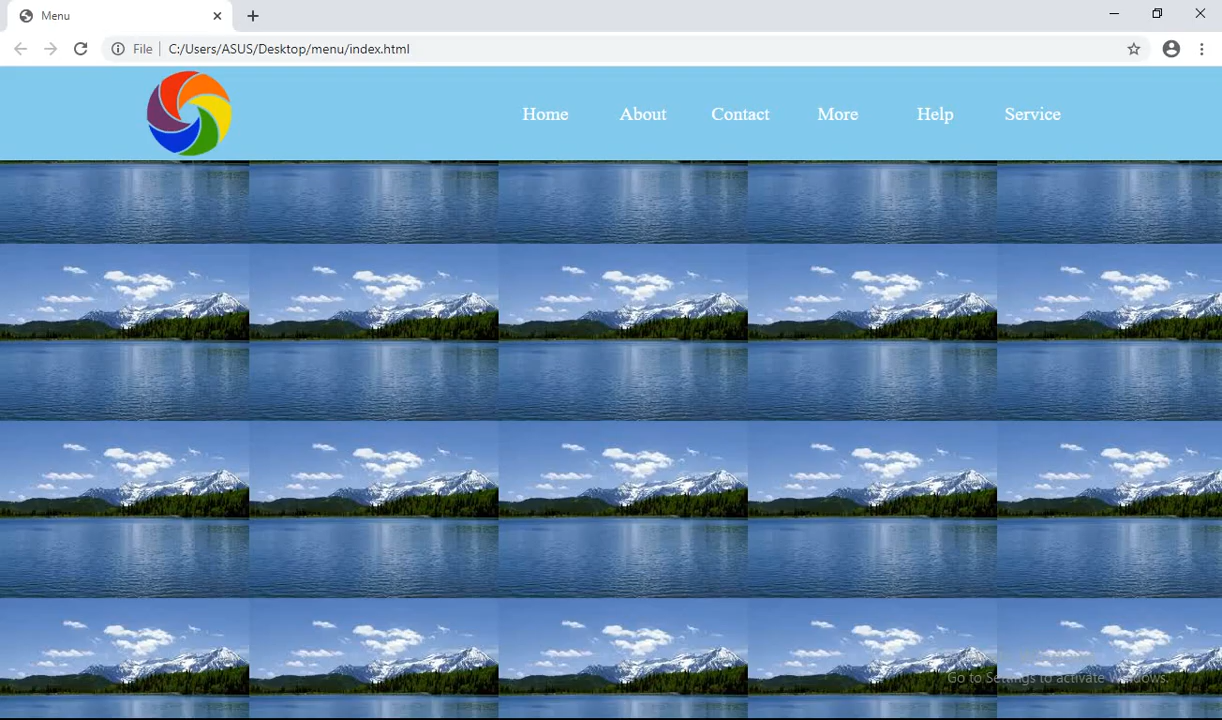 Menu
File C:/Users/ASUS/Desktop/menu/index.html
Home About Contact More Help Service
Go to Settings to activate Windows.